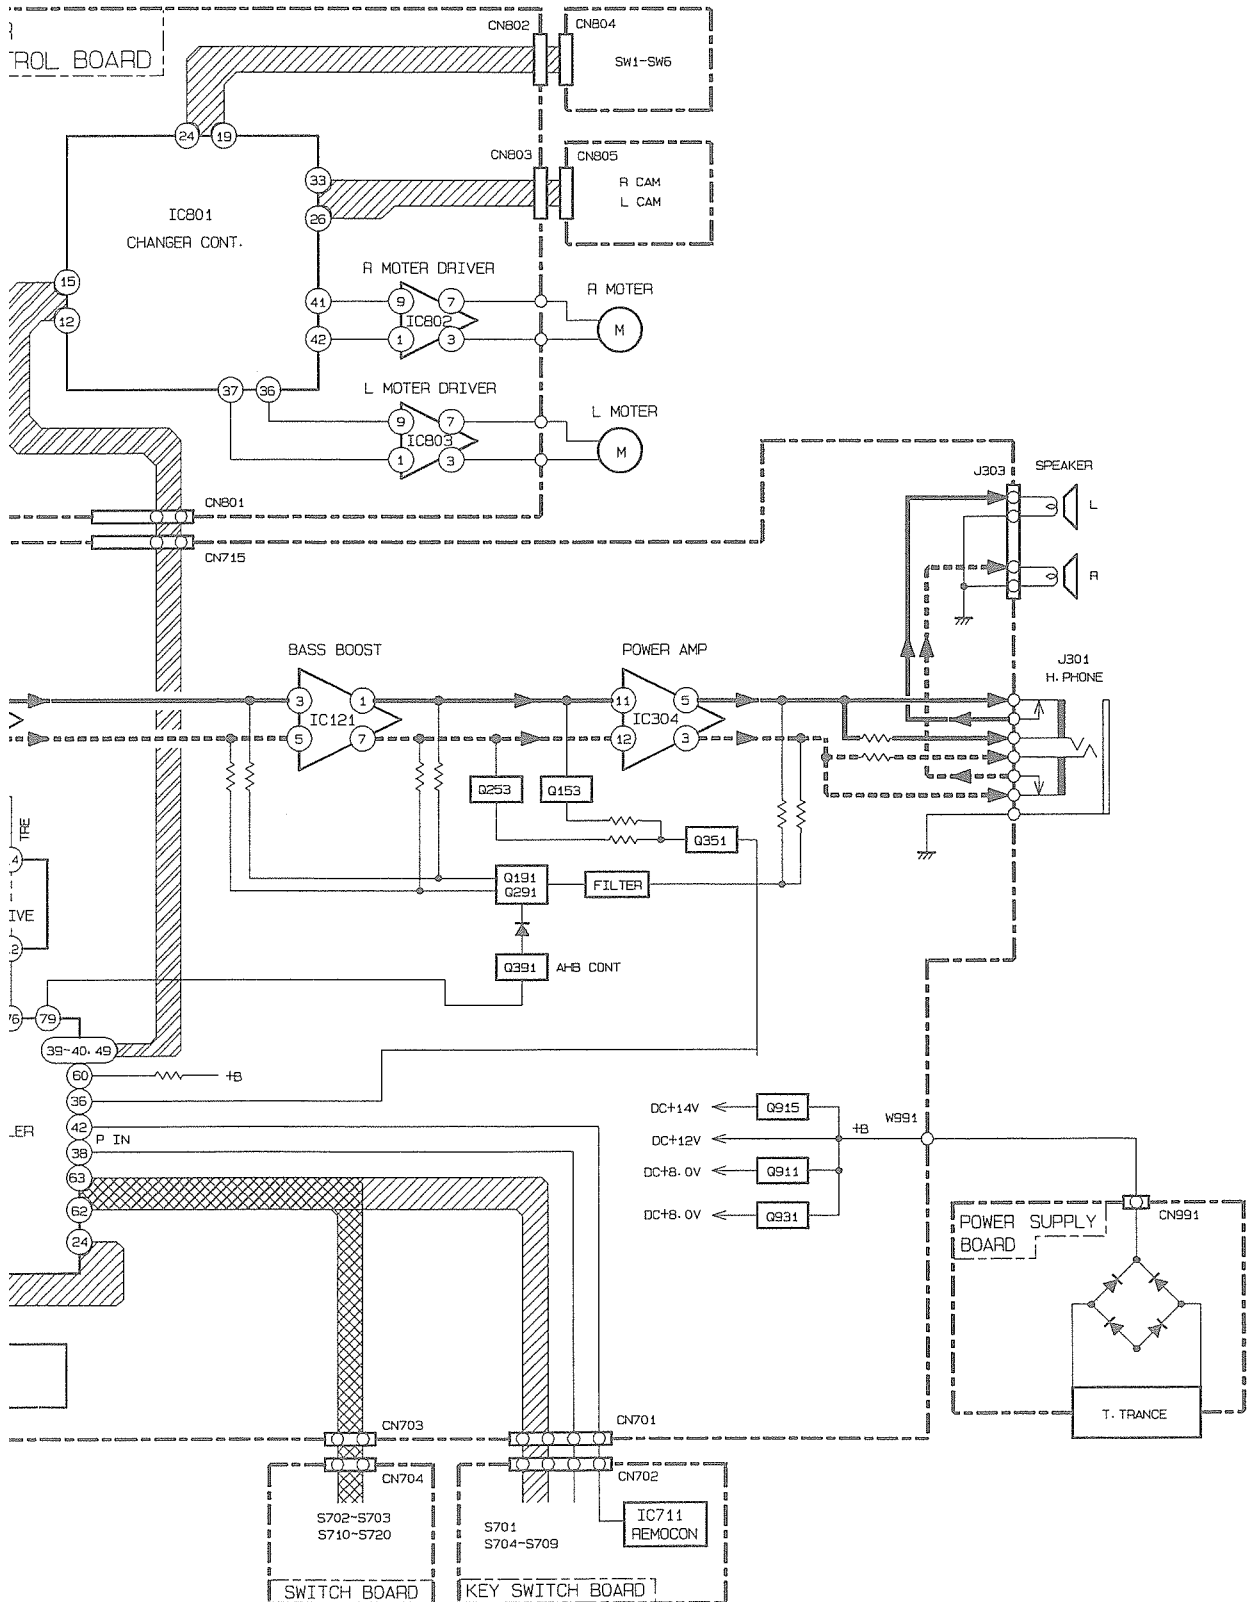 TROL BOARD
CN802
CN804
SW1-SW6
24
19
CN803
CN805
33
R CAM
L CAM
26
IC801
CHANGER CONT.
15
12
R MOTER DRIVER
41
9
7
IC802
42
1
3
R MOTER
M
37
36
L MOTER DRIVER
9
7
IC803
1
3
L MOTER
M
CN801
CN715
J303
SPEAKER
L
R
BASS BOOST
POWER AMP
J301
H.PHONE
3
1
IC121
5
7
11
5
IC304
12
3
Q253
Q153
Q351
TRE
IVE
Q191
Q291
FILTER
Q391
AHB CONT
76
79
39~40.49
60
+B
36
42
LER
P IN
38
63
62
24
DC+14V
Q915
DC+12V
+B
W991
DC+8.0V
Q911
DC+8.0V
Q931
CN991
POWER SUPPLY
BOARD
T.TRANCE
CN703
CN701
CN704
CN702
S702~S703
S710~S720
S701
S704~S709
IC711
REMOCON
SWITCH BOARD
KEY SWITCH BOARD